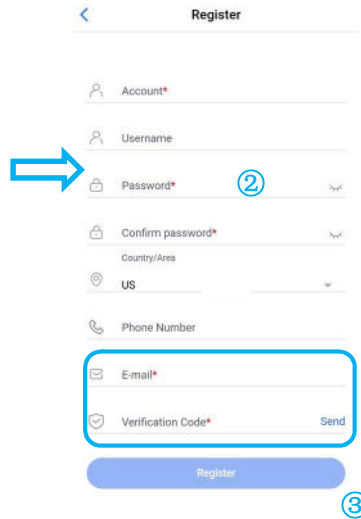 Register
Account*
Username
Password* ②
Confirm password*
Country/Area
US
Phone Number
E-mail*
Verification Code* Send
Register
③